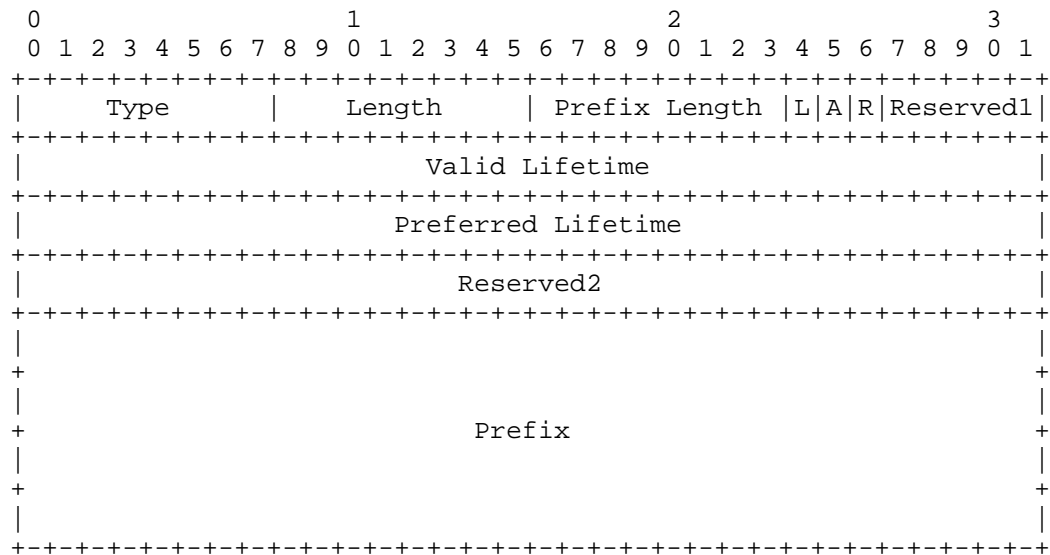 0                   1                   2                   3
 0 1 2 3 4 5 6 7 8 9 0 1 2 3 4 5 6 7 8 9 0 1 2 3 4 5 6 7 8 9 0 1
+-+-+-+-+-+-+-+-+-+-+-+-+-+-+-+-+-+-+-+-+-+-+-+-+-+-+-+-+-+-+-+-+
|     Type      |    Length     | Prefix Length |L|A|R|Reserved1|
+-+-+-+-+-+-+-+-+-+-+-+-+-+-+-+-+-+-+-+-+-+-+-+-+-+-+-+-+-+-+-+-+
|                         Valid Lifetime                        |
+-+-+-+-+-+-+-+-+-+-+-+-+-+-+-+-+-+-+-+-+-+-+-+-+-+-+-+-+-+-+-+-+
|                       Preferred Lifetime                      |
+-+-+-+-+-+-+-+-+-+-+-+-+-+-+-+-+-+-+-+-+-+-+-+-+-+-+-+-+-+-+-+-+
|                           Reserved2                           |
+-+-+-+-+-+-+-+-+-+-+-+-+-+-+-+-+-+-+-+-+-+-+-+-+-+-+-+-+-+-+-+-+
|                                                               |
+                                                               +
|                                                               |
+                            Prefix                             +
|                                                               |
+                                                               +
|                                                               |
+-+-+-+-+-+-+-+-+-+-+-+-+-+-+-+-+-+-+-+-+-+-+-+-+-+-+-+-+-+-+-+-+